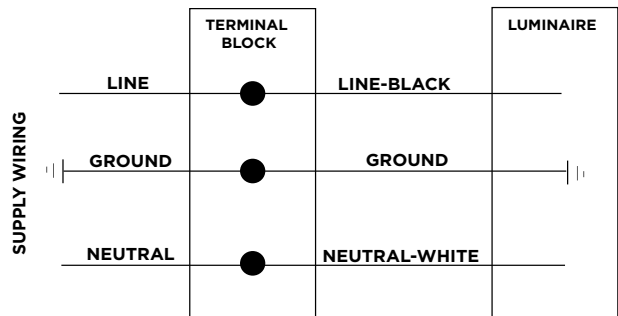 TERMINAL
BLOCK
LUMINAIRE
LINE
LINE-BLACK
SUPPLY WIRING
GROUND
GROUND
NEUTRAL
NEUTRAL-WHITE